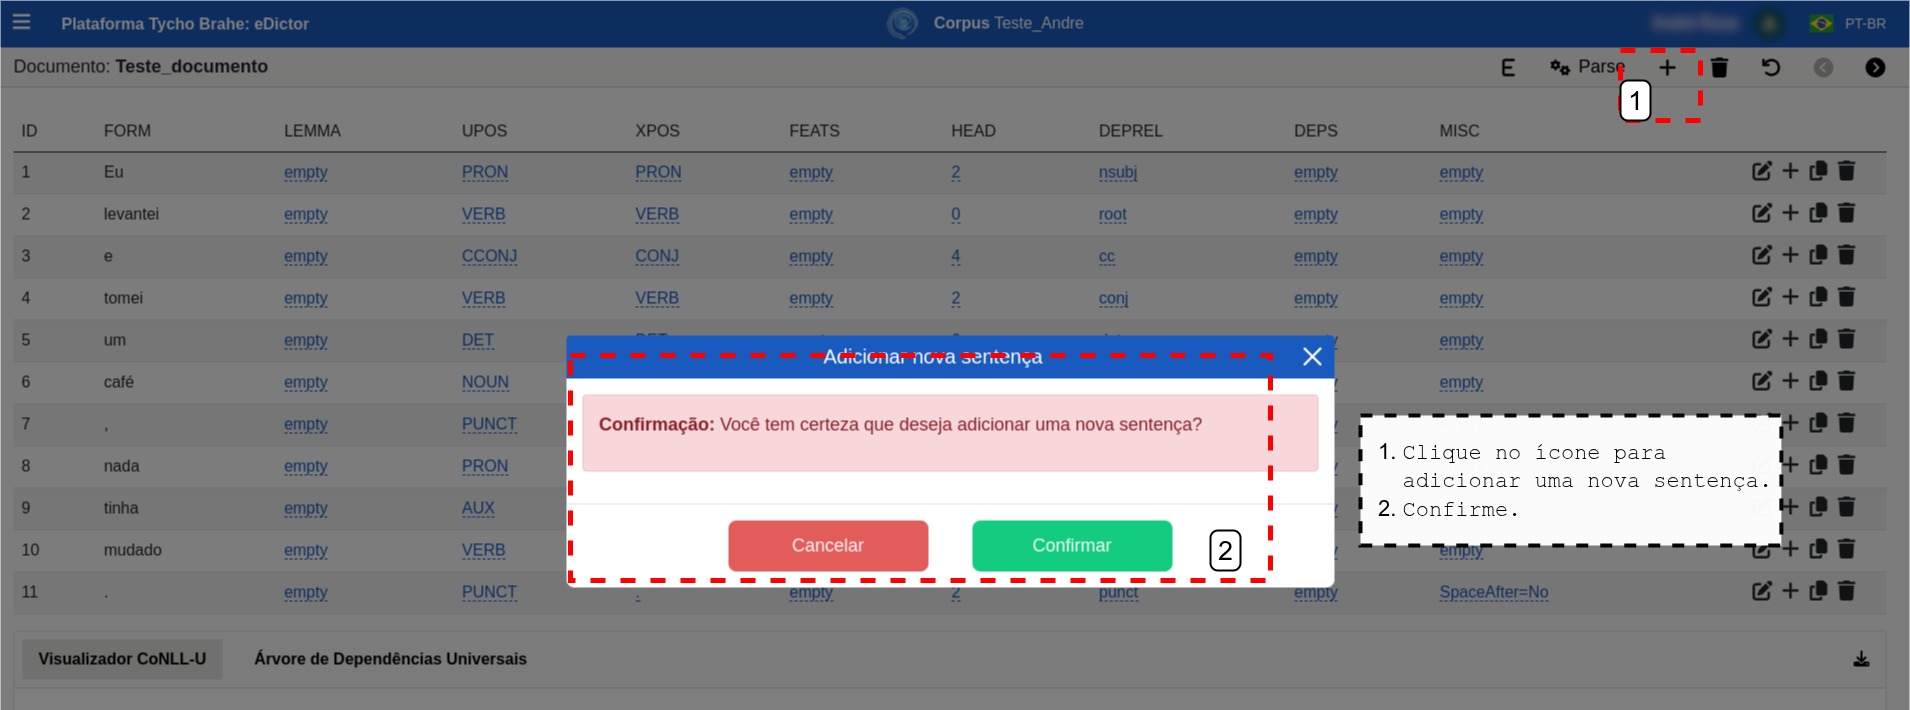 Plataforma Tycho Brahe: eDictor Corpus Teste_Andre PT-BR
Documento: Teste_documento E Parse
1
ID FORM LEMMA UPOS XPOS FEATS HEAD DEPREL DEPS MISC
1 Eu empty PRON PRON empty 2 nsubj empty empty
2 levantei empty VERB VERB empty 0 root empty empty
3 e empty CCONJ CONJ empty 4 cc empty empty
4 tomei empty VERB VERB empty 2 conj empty empty
5 um empty DET empty
6 café empty NOUN empty
7 , empty PUNCT
8 nada empty PRON
9 tinha empty AUX
10 mudado empty VERB empty
11 . empty PUNCT . empty 2 punct empty SpaceAfter=No
Adicionar nova sentença
Confirmação: Você tem certeza que deseja adicionar uma nova sentença?
Cancelar Confirmar 2
1. Clique no ícone para
adicionar uma nova sentença.
2. Confirme.
Visualizador CoNLL-U Árvore de Dependências Universais